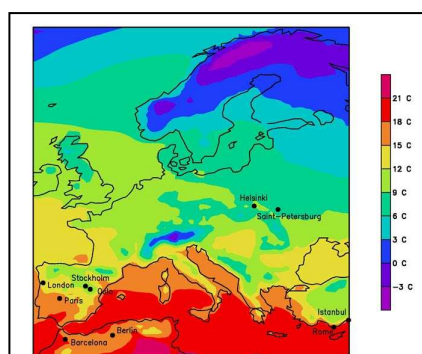 21 C
18 C
15 C
12 C
9 C
6 C
3 C
0 C
-3 C
Helsinki
Saint-Petersburg
Stockholm
London
Oslo
Paris
Istanbul
Rome
Berlin
Barcelona